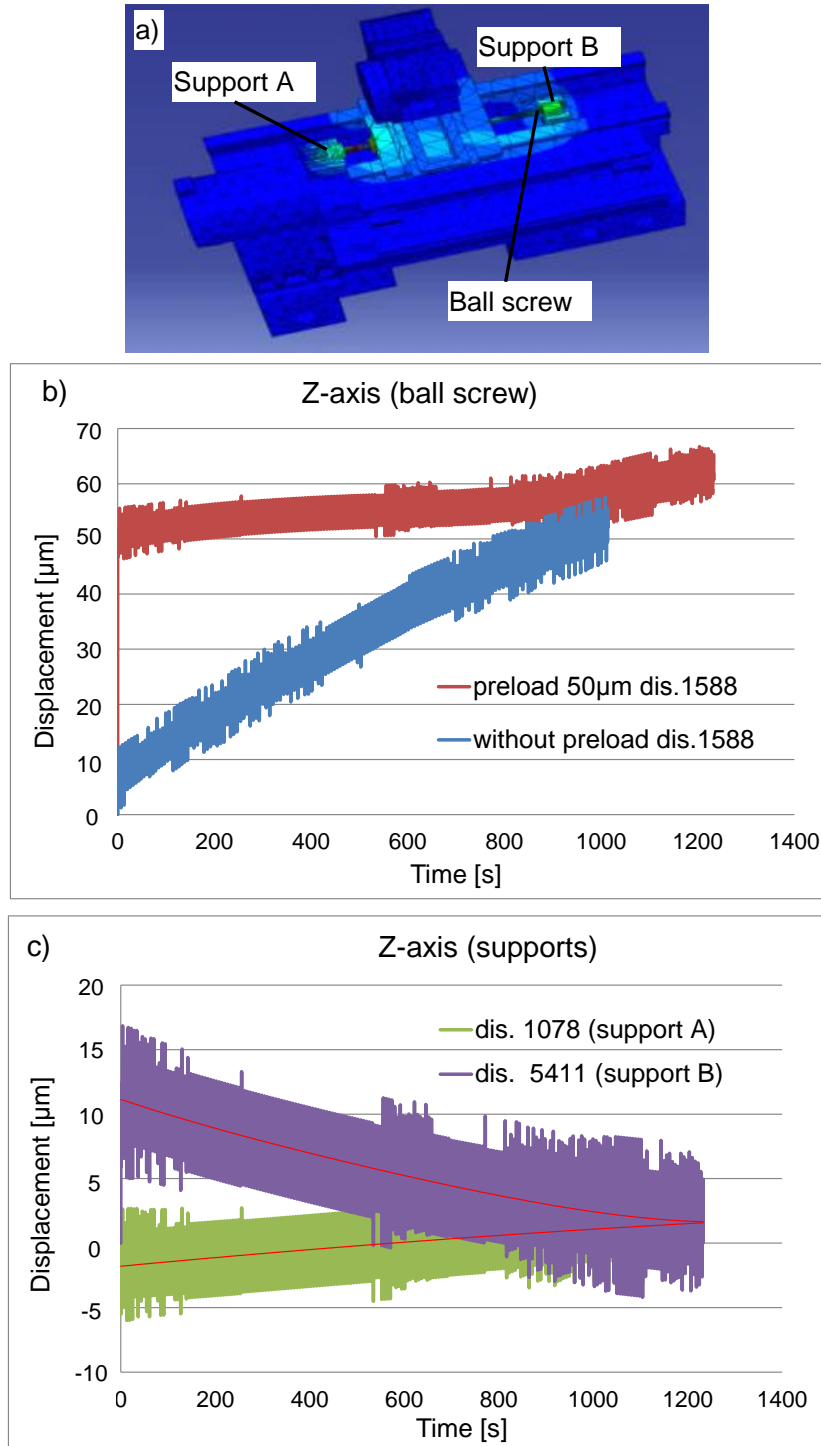 a)
Support B
Support A
Ball screw
b)
Z-axis (ball screw)
Displacement [µm]
70
60
50
40
30
20
10
0
preload 50µm dis.1588
without preload dis.1588
0 200 400 600 800 1000 1200 1400
Time [s]
c)
Z-axis (supports)
Displacement [µm]
20
15
10
5
0
-5
-10
dis. 1078 (support A)
dis. 5411 (support B)
0 200 400 600 800 1000 1200 1400
Time [s]